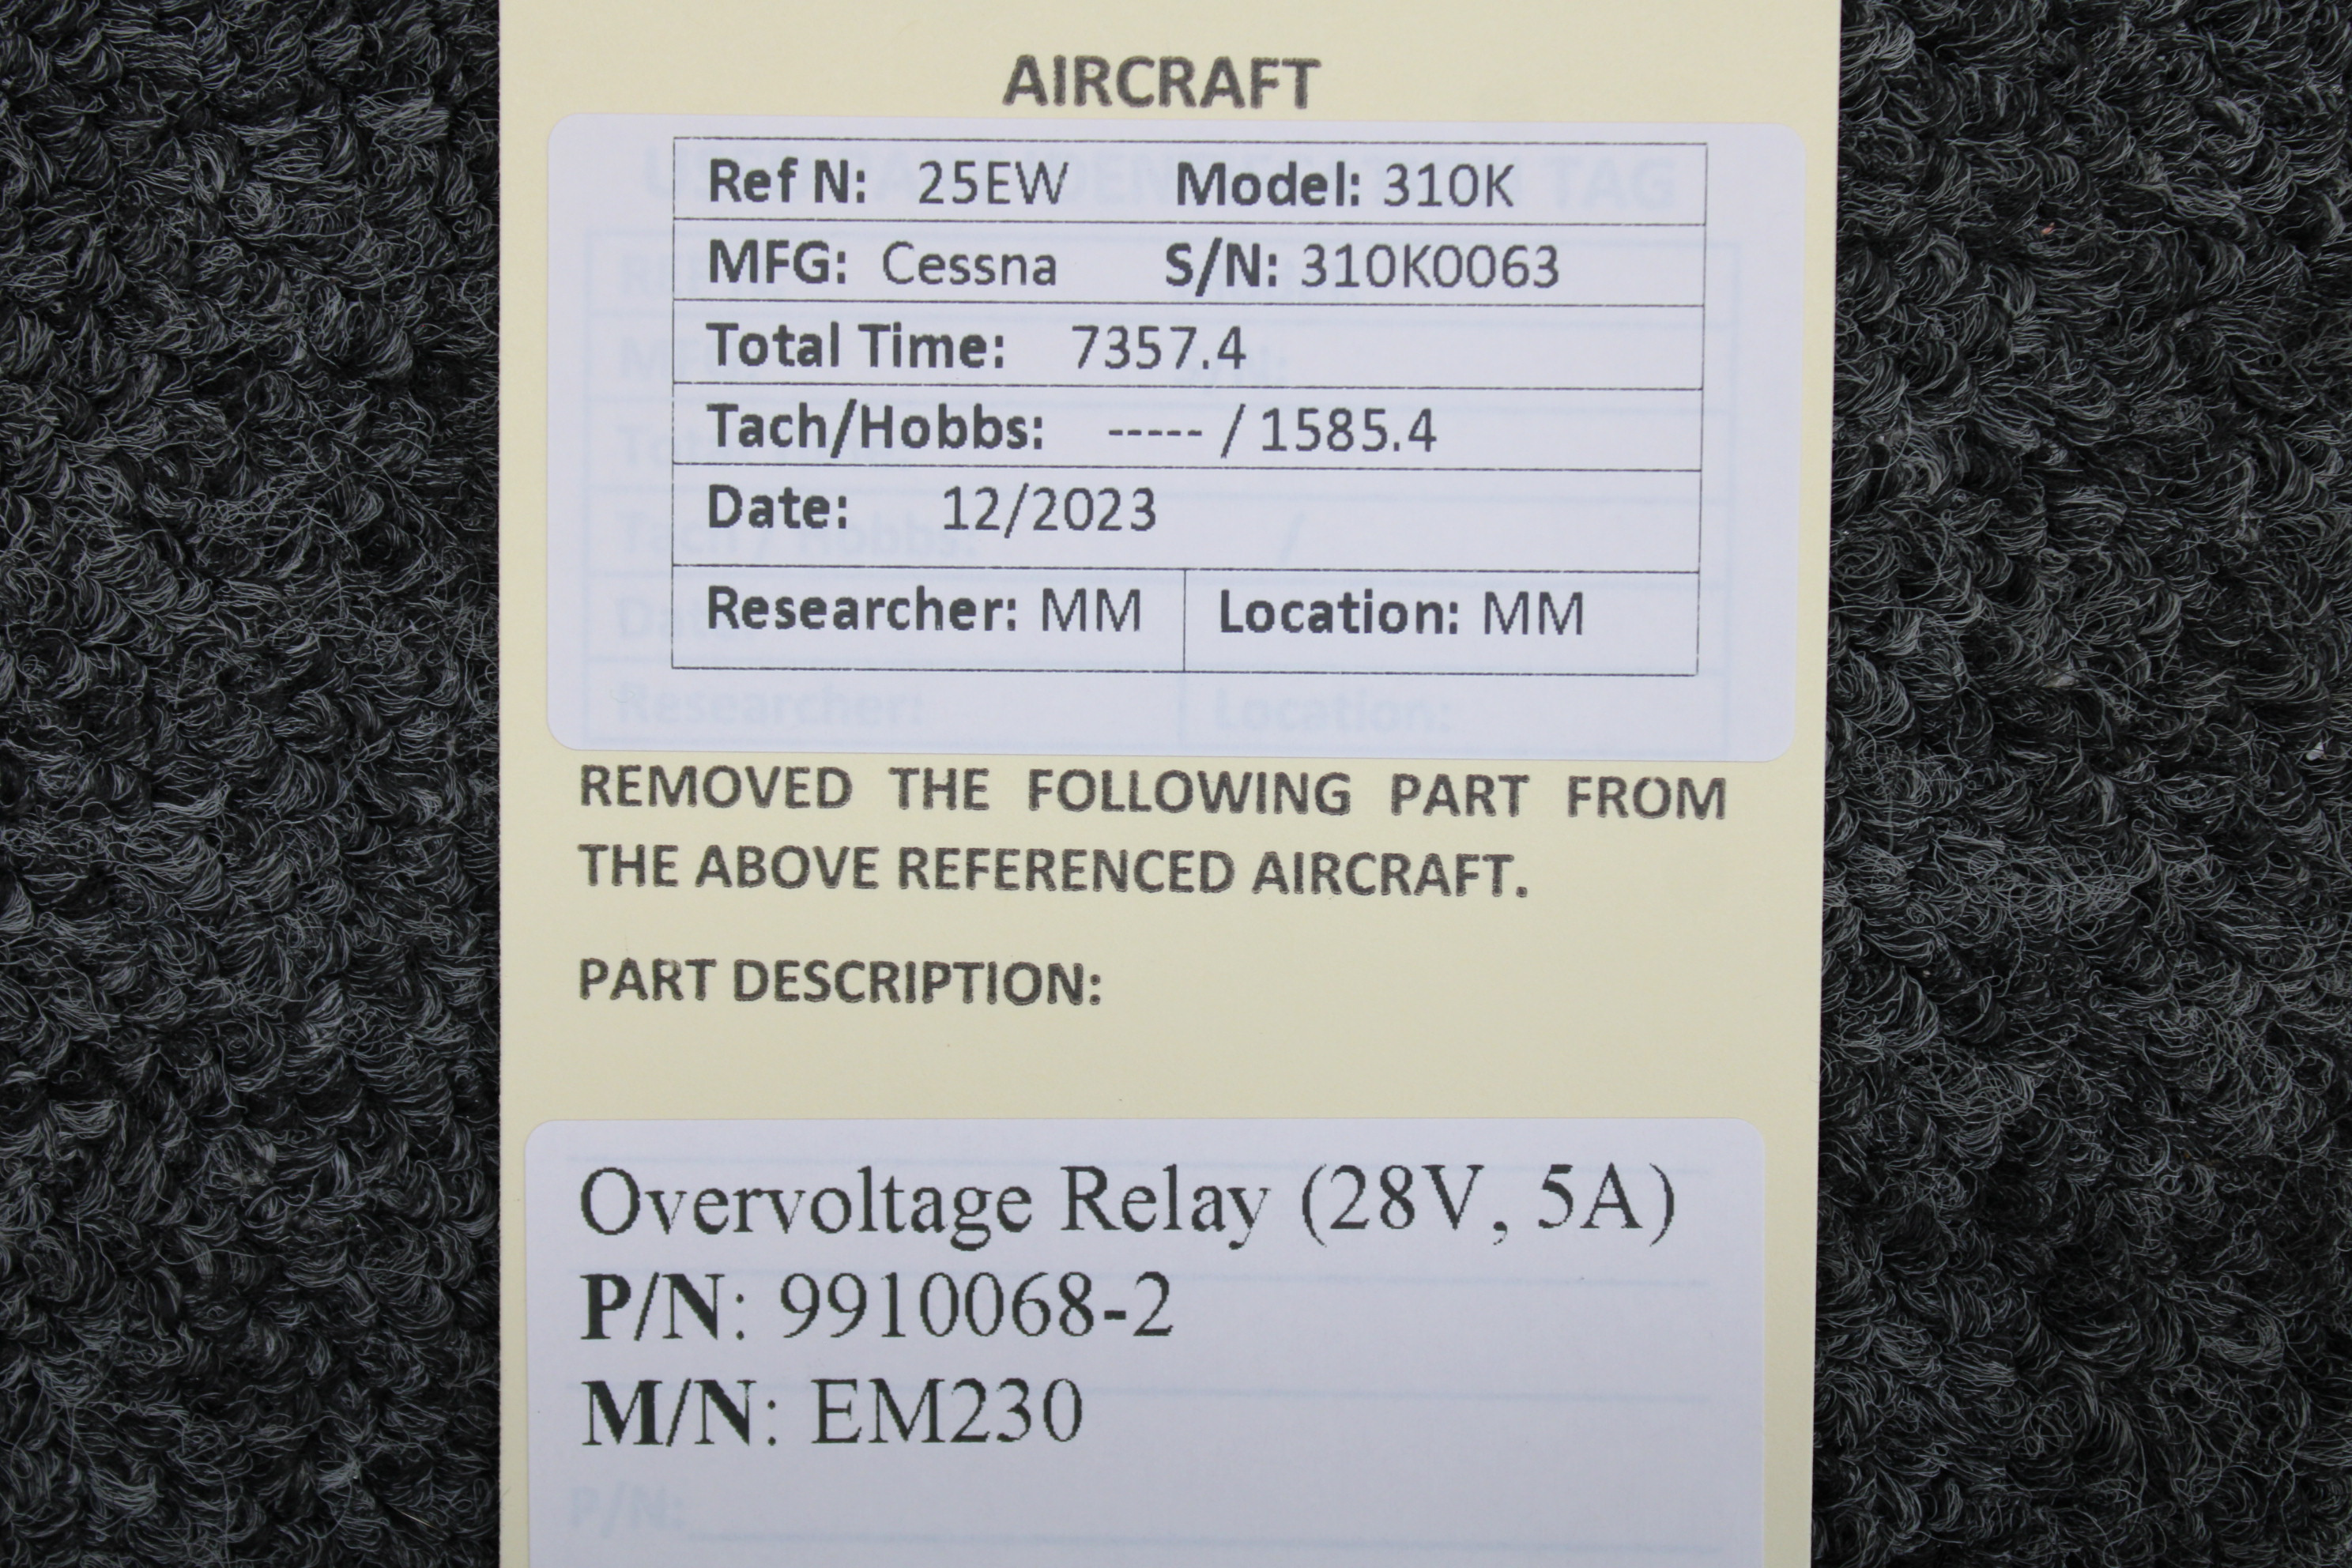 AIRCRAFT
Ref N: 25EW Model: 310K
MFG: Cessna S/N: 310K0063
Total Time: 7357.4
Tach/Hobbs: ----- / 1585.4
Date: 12/2023
Researcher: MM Location: MM
Researcher: Location:
REMOVED THE FOLLOWING PART FROM
THE ABOVE REFERENCED AIRCRAFT.
PART DESCRIPTION:
Overvoltage Relay (28V, 5A)
P/N: 9910068-2
M/N: EM230
P/N: